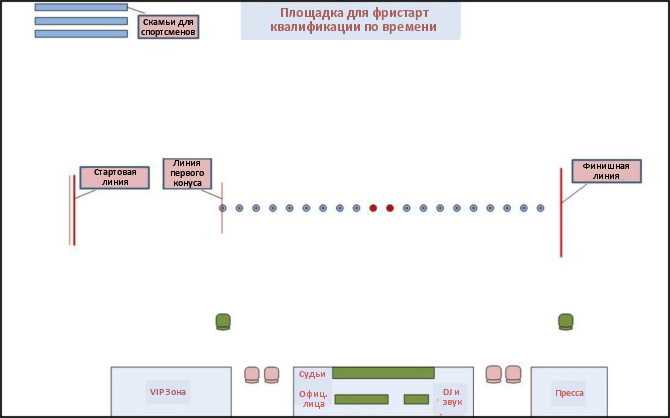 Площадка для фристарт
квалификации по времени
Скамьи для
спортсменов
Стартовая
линия
Линия
первого
конуса
Финишная
линия
VIP Зона
Судьи
Офиц.
лица
DJ и
звук
Пресса